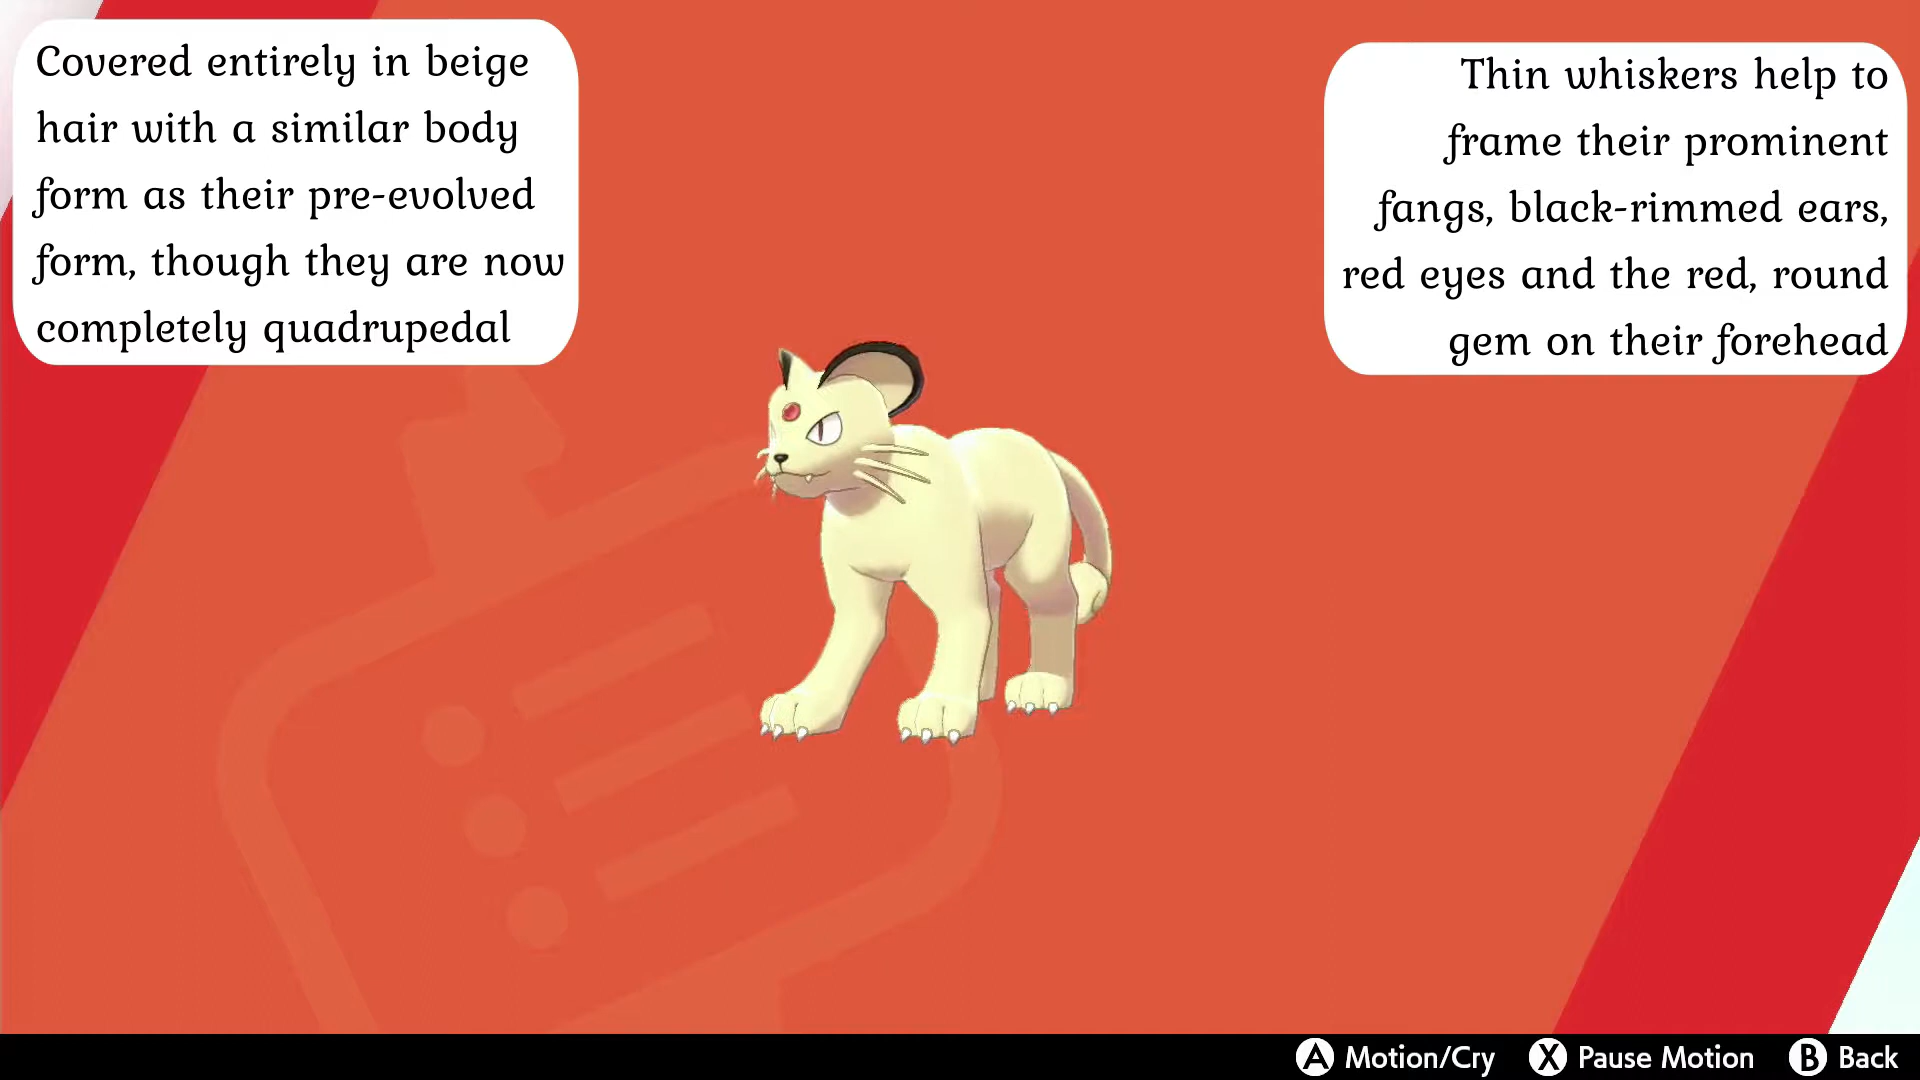 Covered entirely in beige
hair with a similar body
form as their pre-evolved
form, though they are now
completely quadrupedal
Thin whiskers help to
frame their prominent
fangs, black-rimmed ears,
red eyes and the red, round
gem on their forehead
A Motion/Cry X Pause Motion B Back